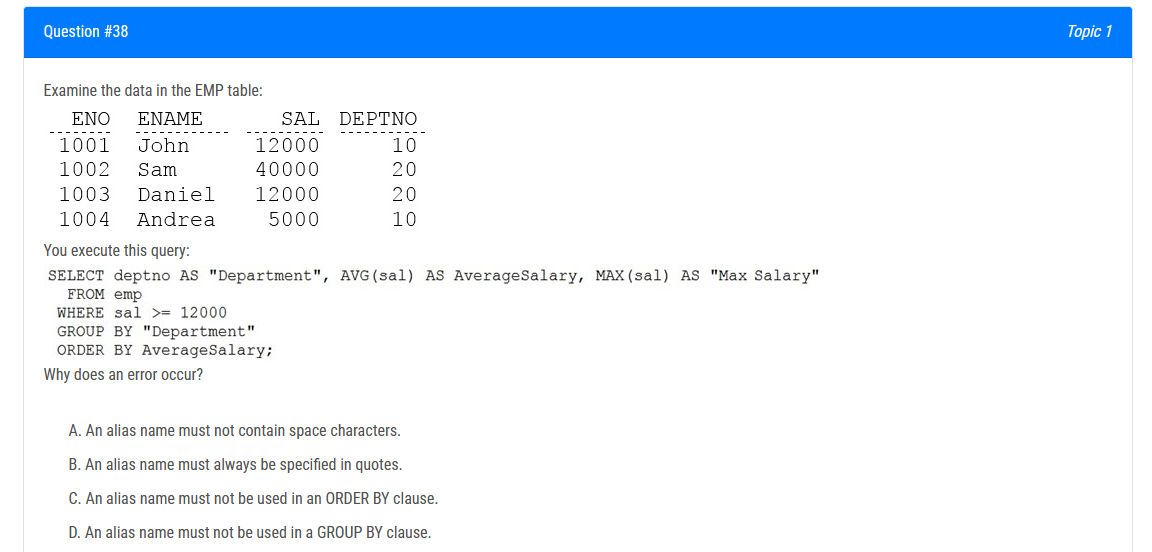 Question #38 Topic 1
Examine the data in the EMP table:
ENO ENAME SAL DEPTNO
1001 John 12000 10
1002 Sam 40000 20
1003 Daniel 12000 20
1004 Andrea 5000 10
You execute this query:
SELECT deptno AS "Department", AVG(sal) AS AverageSalary, MAX(sal) AS "Max Salary"
FROM emp
WHERE sal >= 12000
GROUP BY "Department"
ORDER BY AverageSalary;
Why does an error occur?
A. An alias name must not contain space characters.
B. An alias name must always be specified in quotes.
C. An alias name must not be used in an ORDER BY clause.
D. An alias name must not be used in a GROUP BY clause.